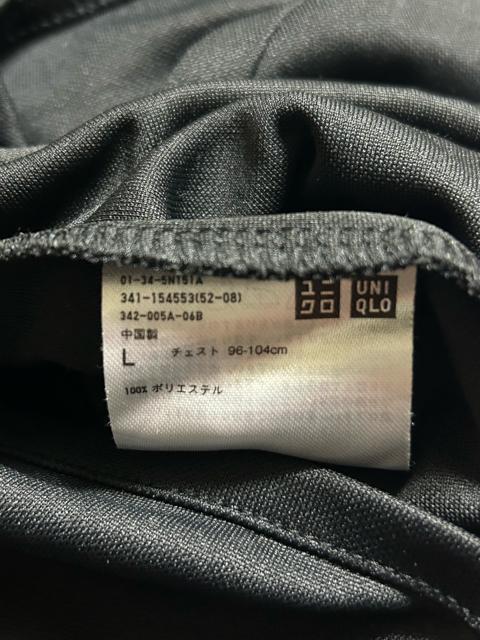 01-34-5N151A
341-154553(52-08)
342-005A-06B
中国製
L チェスト 96-104cm
100% ポリエステル
ユニ
クロ
UNI
QLO